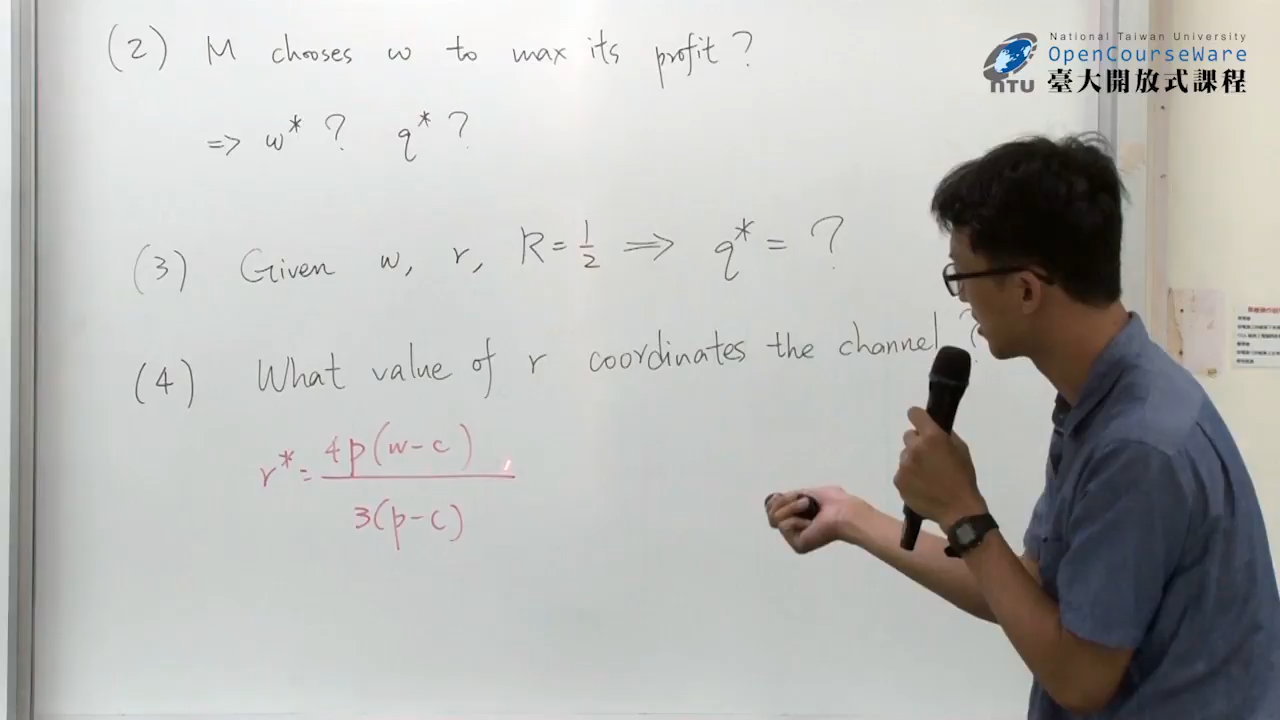 National Taiwan University
OpenCourseWare
NTU 臺大開放式課程
(2) M chooses w to max its profit?
=> w* ? q* ?
(3) Given w, r, R = 1/2 => q* = ?
(4) What value of r coordinates the channel ?
r* = 4p(w-c) / 3(p-c)